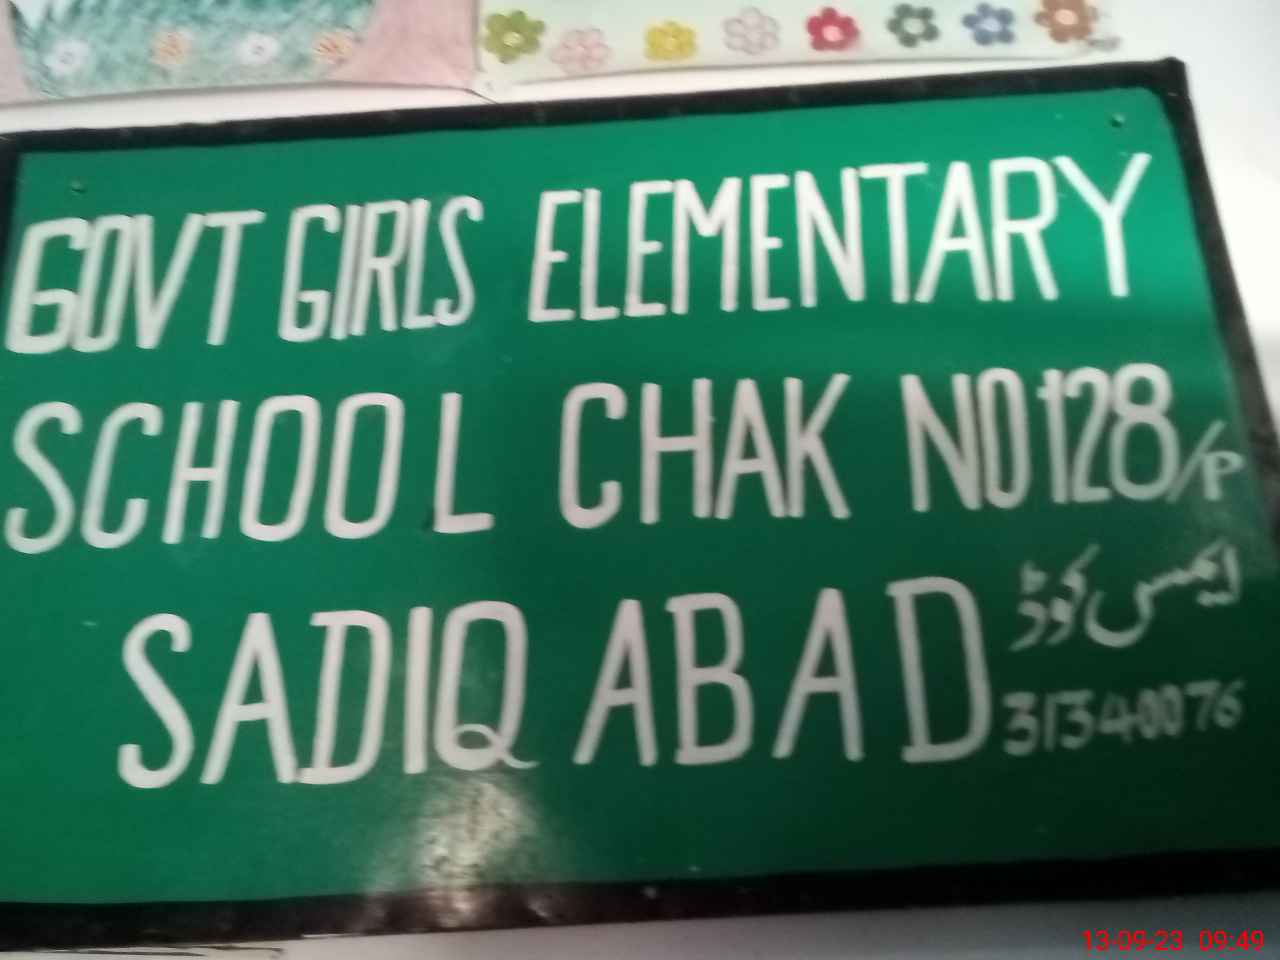 GOVT GIRLS ELEMENTARY
SCHOOL CHAK NO 128/P
SADIQ ABAD
ایمس کوڈ
31340076
13-09-23 09:49